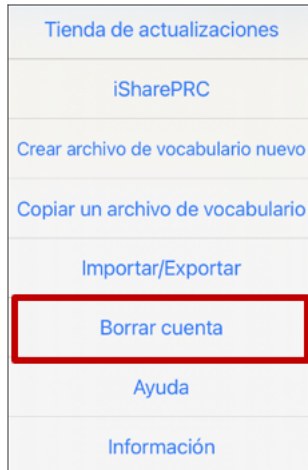 Tienda de actualizaciones
iSharePRC
Crear archivo de vocabulario nuevo
Copiar un archivo de vocabulario
Importar/Exportar
Borrar cuenta
Ayuda
Información